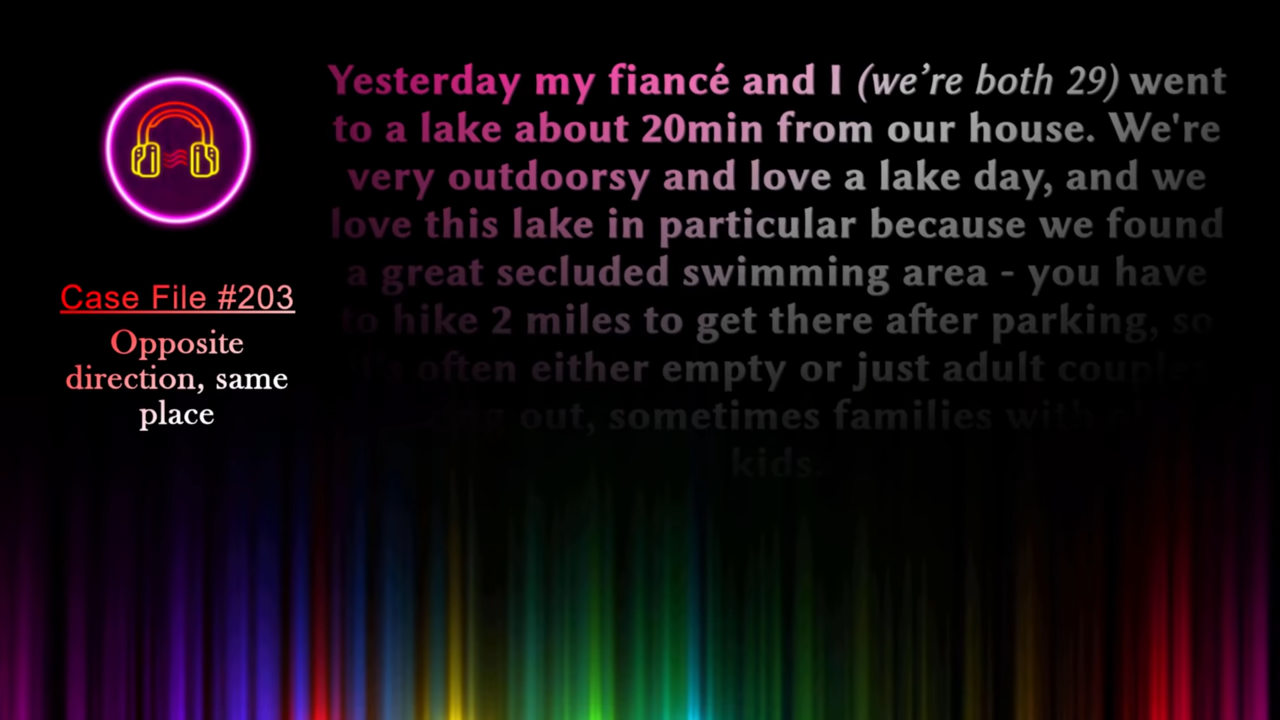 Yesterday my fiancé and I (we're both 29) went
to a lake about 20min from our house. We're
very outdoorsy and love a lake day, and we
love this lake in particular because we found
a great secluded swimming area - you have
to hike 2 miles to get there after parking, so
often either empty or just adult couples
out, sometimes families with
kids.
Case File #203
Opposite
direction, same
place